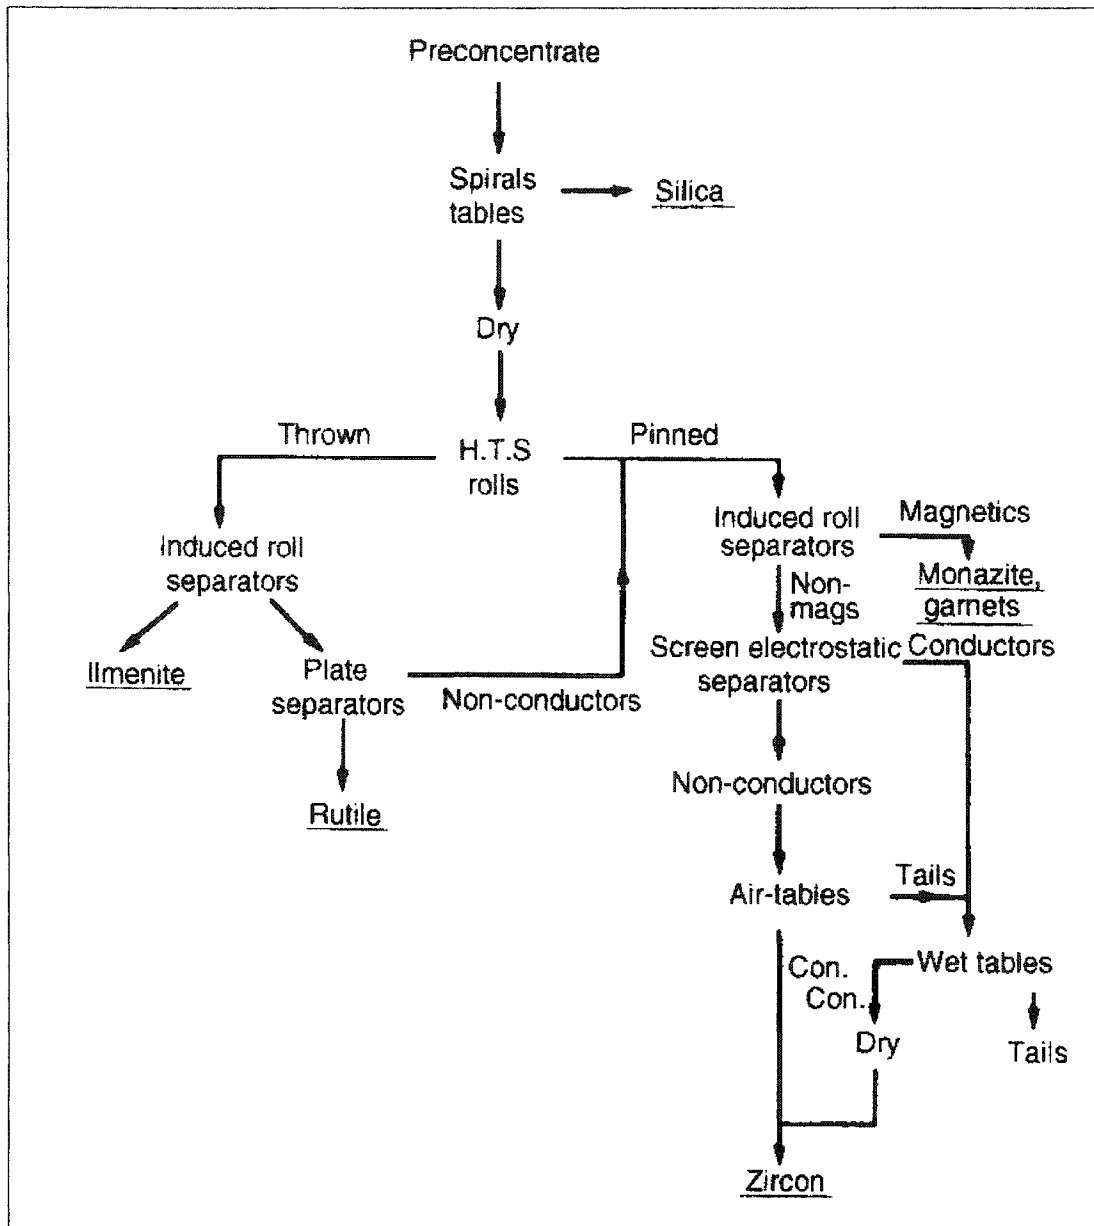 Preconcentrate
Spirals
tables
Silica
Dry
Thrown
H.T.S
rolls
Pinned
Induced roll
separators
Ilmenite
Plate
separators
Non-conductors
Rutile
Induced roll
separators
Magnetics
Monazite,
garnets
Non-
mags
Screen electrostatic
separators
Conductors
Non-conductors
Air-tables
Tails
Wet tables
Con.
Con.
Dry
Tails
Zircon